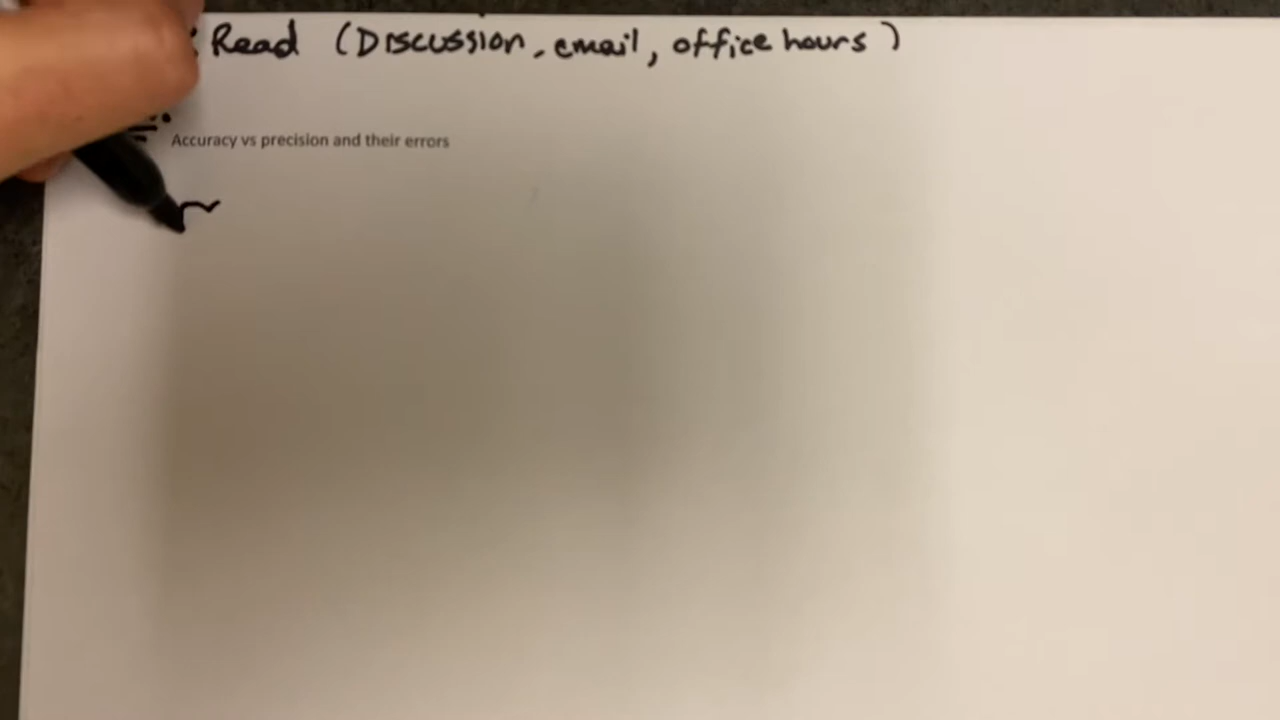 : Read (Discussion, email, office hours)
Accuracy vs precision and their errors